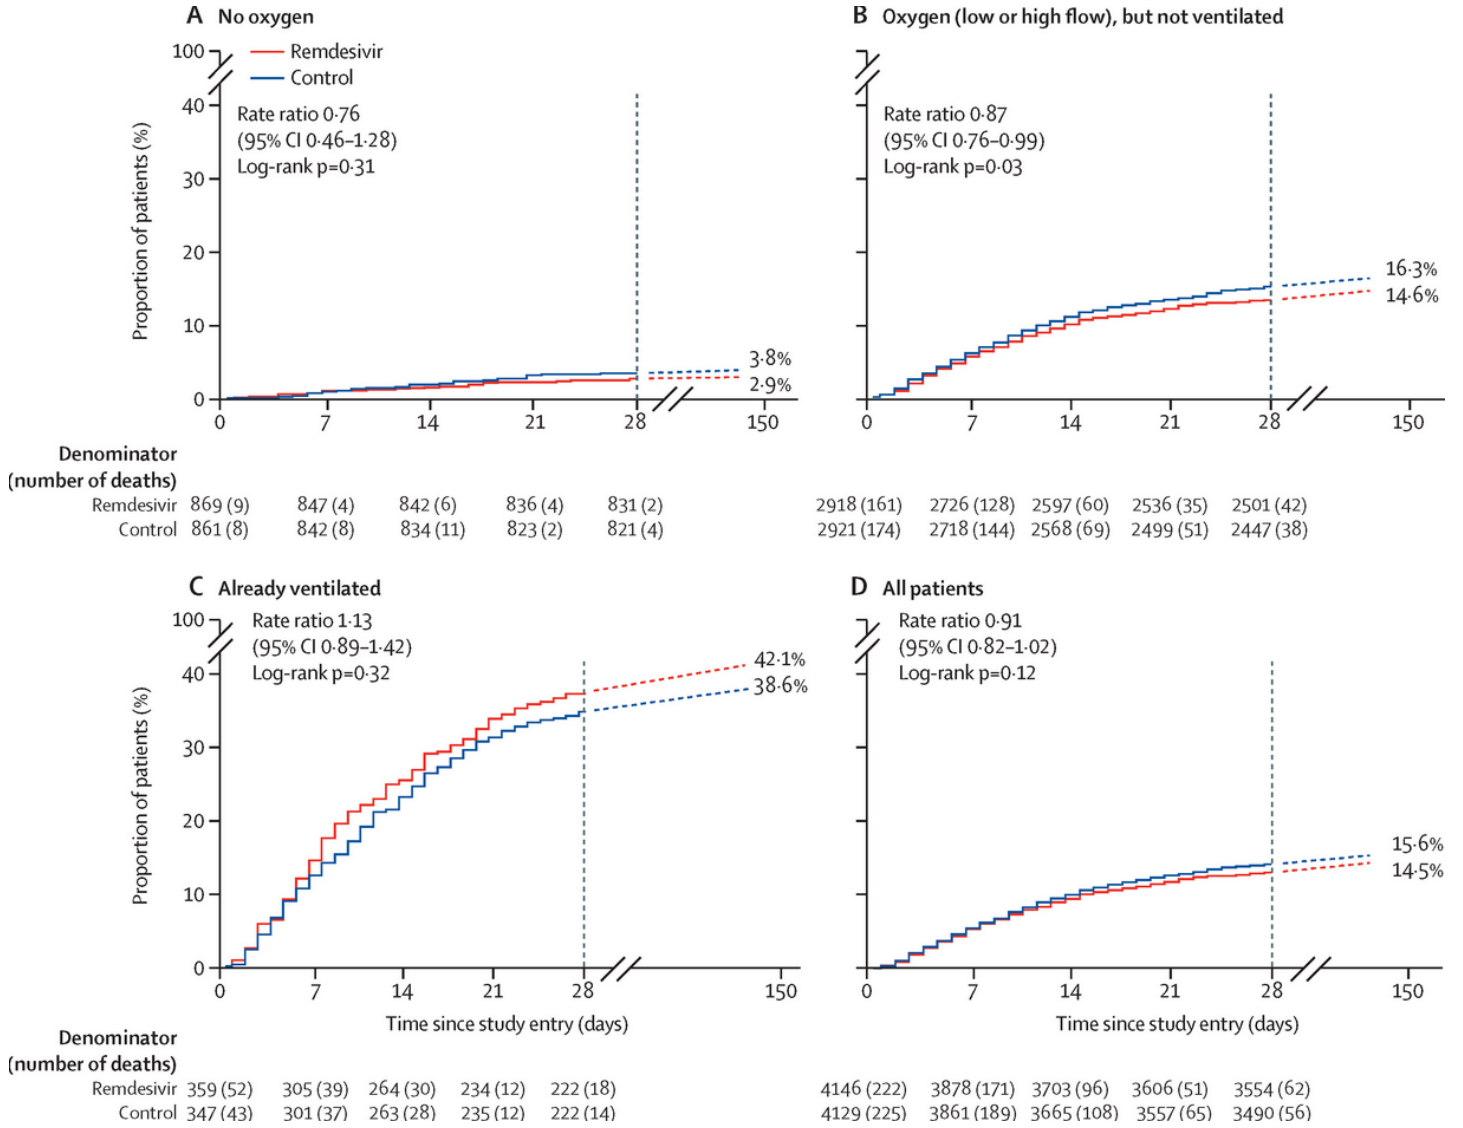 A No oxygen
Remdesivir
Control
Rate ratio 0·76
(95% CI 0·46–1·28)
Log-rank p=0·31
Proportion of patients (%)
100
40
30
20
10
0
3·8%
2·9%
0 7 14 21 28 150
B Oxygen (low or high flow), but not ventilated
Rate ratio 0·87
(95% CI 0·76–0·99)
Log-rank p=0·03
16·3%
14·6%
0 7 14 21 28 150
Denominator
(number of deaths)
Remdesivir 869 (9) 847 (4) 842 (6) 836 (4) 831 (2) 2918 (161) 2726 (128) 2597 (60) 2536 (35) 2501 (42)
Control 861 (8) 842 (8) 834 (11) 823 (2) 821 (4) 2921 (174) 2718 (144) 2568 (69) 2499 (51) 2447 (38)
C Already ventilated
Rate ratio 1·13
(95% CI 0·89–1·42)
Log-rank p=0·32
Proportion of patients (%)
100
40
30
20
10
0
42·1%
38·6%
0 7 14 21 28 150
Time since study entry (days)
D All patients
Rate ratio 0·91
(95% CI 0·82–1·02)
Log-rank p=0·12
15·6%
14·5%
0 7 14 21 28 150
Time since study entry (days)
Denominator
(number of deaths)
Remdesivir 359 (52) 305 (39) 264 (30) 234 (12) 222 (18) 4146 (222) 3878 (171) 3703 (96) 3606 (51) 3554 (62)
Control 347 (43) 301 (37) 263 (28) 235 (12) 222 (14) 4129 (225) 3861 (189) 3665 (108) 3557 (65) 3490 (56)